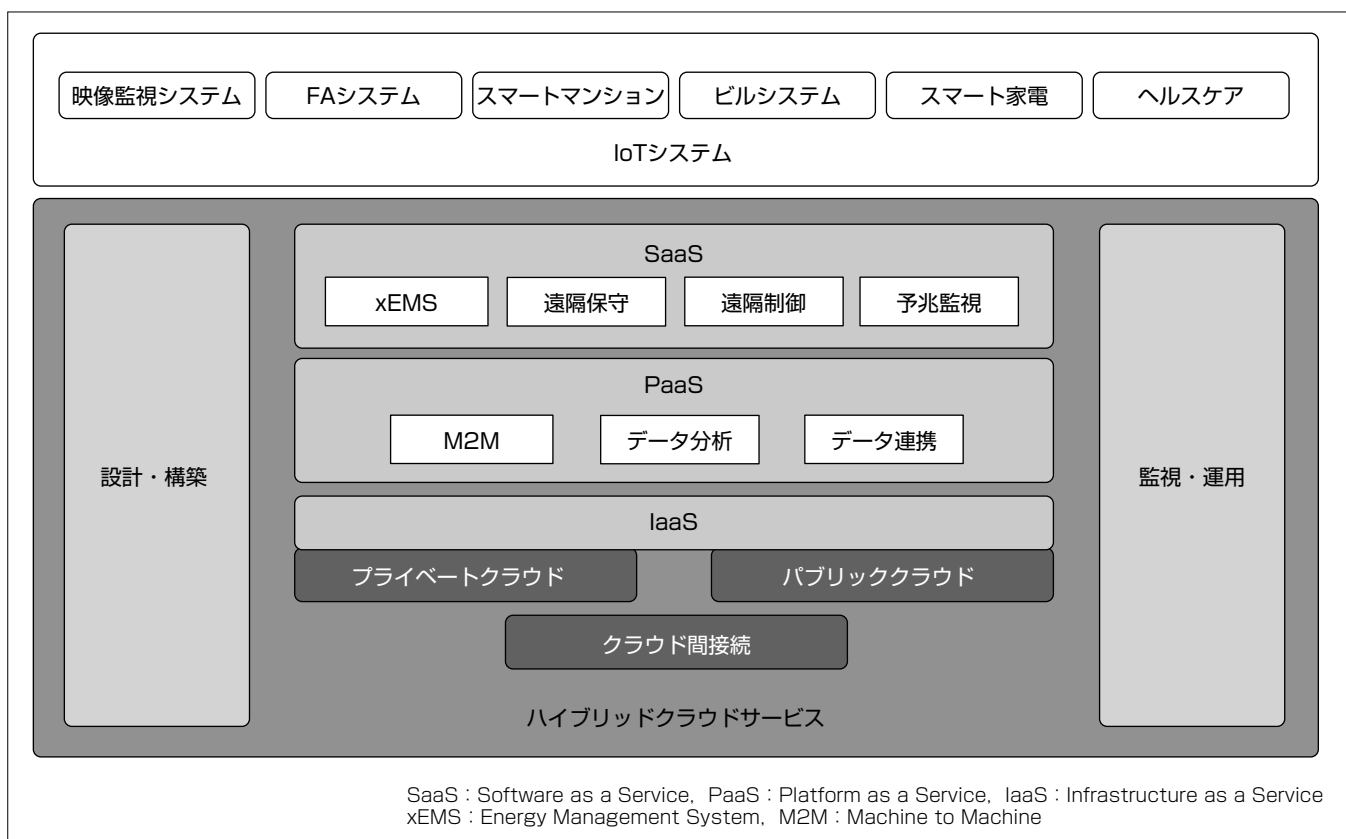 映像監視システム
FAシステム
スマートマンション
ビルシステム
スマート家電
ヘルスケア
IoTシステム
設計・構築
SaaS
xEMS
遠隔保守
遠隔制御
予兆監視
PaaS
M2M
データ分析
データ連携
IaaS
プライベートクラウド
パブリッククラウド
クラウド間接続
ハイブリッドクラウドサービス
監視・運用
SaaS：Software as a Service，PaaS：Platform as a Service，IaaS：Infrastructure as a Service
xEMS：Energy Management System，M2M：Machine to Machine